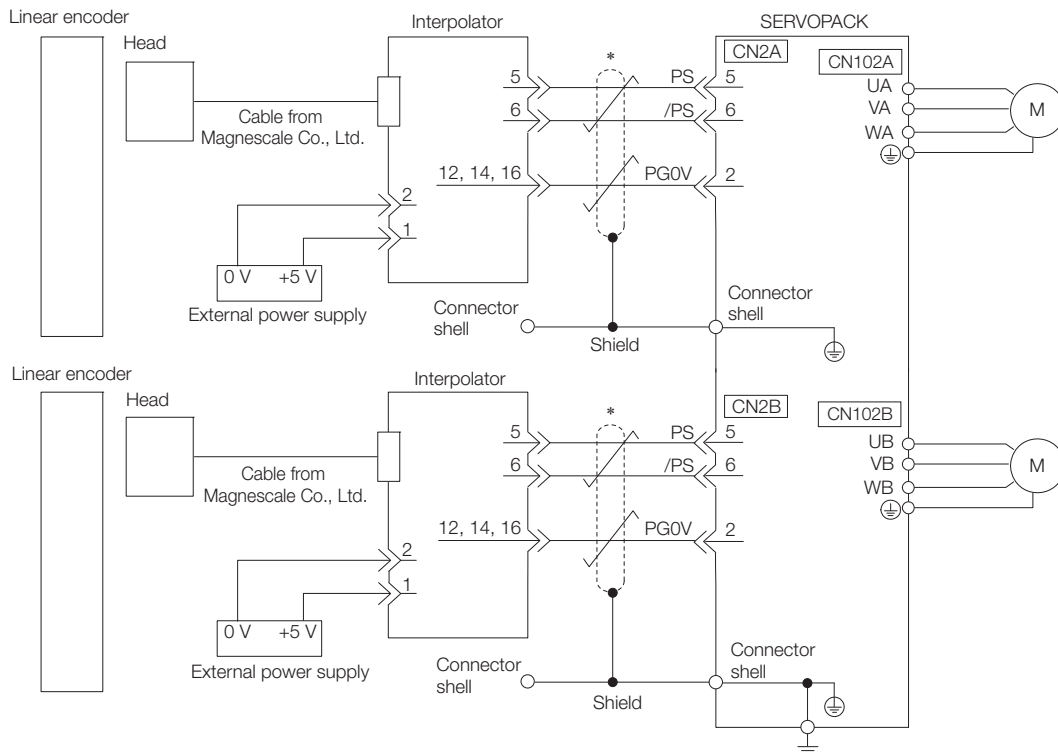 Linear encoder
Head
Interpolator
SERVOPACK
*
CN2A
CN102A
5
PS
5
UA
6
/PS
6
VA
M
Cable from
Magnescale Co., Ltd.
WA
12, 14, 16
PG0V
2
2
1
0 V +5 V
External power supply
Connector
shell
Shield
Connector
shell
Linear encoder
Head
Interpolator
*
CN2B
CN102B
5
PS
5
UB
6
/PS
6
VB
M
Cable from
Magnescale Co., Ltd.
WB
12, 14, 16
PG0V
2
2
1
0 V +5 V
External power supply
Connector
shell
Shield
Connector
shell